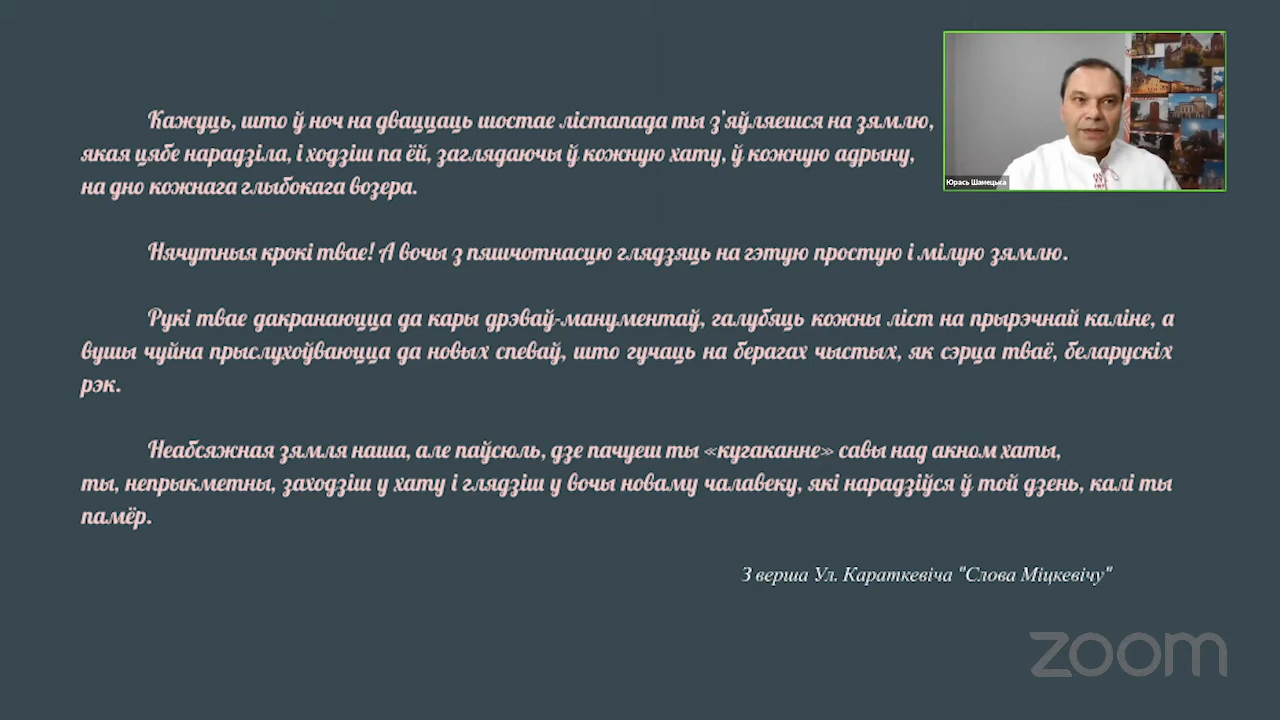 Кажуць, што ў ноч на дваццаць шостае лістапада ты з'яўляешся на зямлю,
якая цябе нарадзіла, і ходзіш па ёй, заглядаючы ў кожную хату, ў кожную адрыну,
на дно кожнага глыбокага возера.
Юрась Шамецька
Нячутныя крокі твае! А вочы з пяшчотнасцю глядзяць на гэтую простую і мілую зямлю.
Рукі твае дакранаюцца да кары дрэваў-манументаў, галубяць кожны ліст на прырэчнай каліне, а
вушы чуйна прыслухоўваюцца да новых спеваў, што гучаць на берагах чыстых, як сэрца тваё, беларускіх
рэк.
Неабсяжная зямля наша, але паўсюль, дзе пачуеш ты «кугаканне» савы над акном хаты,
ты, непрыкметны, заходзіш у хату і глядзіш у вочы новаму чалавеку, які нарадзіўся ў той дзень, калі ты
памёр.
З верша Ул. Караткевіча "Слова Міцкевічу"
zoom